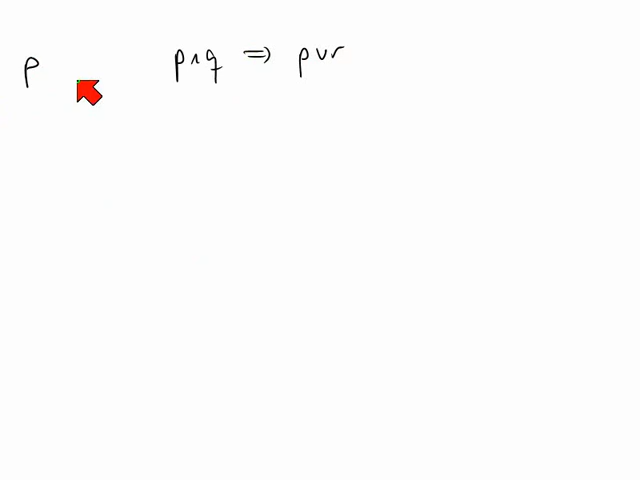 p p ∧ q ⇒ p ∨ r